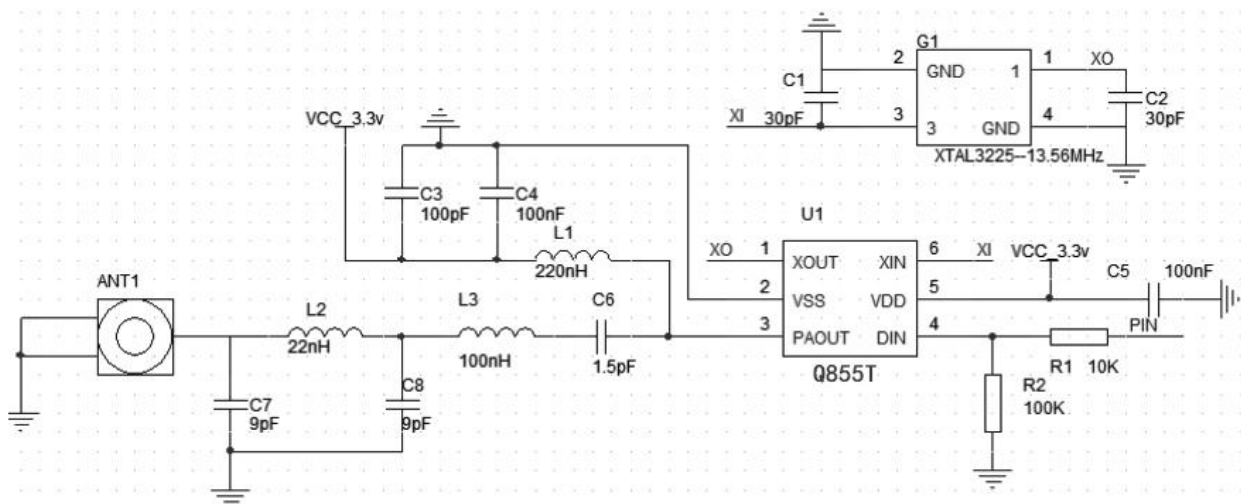 G1
2
GND
1
1
XO
C1
30pF
XI
3
3
GND
4
C2
30pF
XTAL3225--13.56MHz
VCC_3.3v
C3
100pF
C4
100nF
L1
220nH
U1
XO
1
XOUT
XIN
6
XI
2
VSS
VDD
5
3
PAOUT
DIN
4
Q855T
VCC_3.3v
C5
100nF
PIN
R1
10K
R2
100K
ANT1
L2
22nH
L3
100nH
C6
1.5pF
C7
9pF
C8
9pF